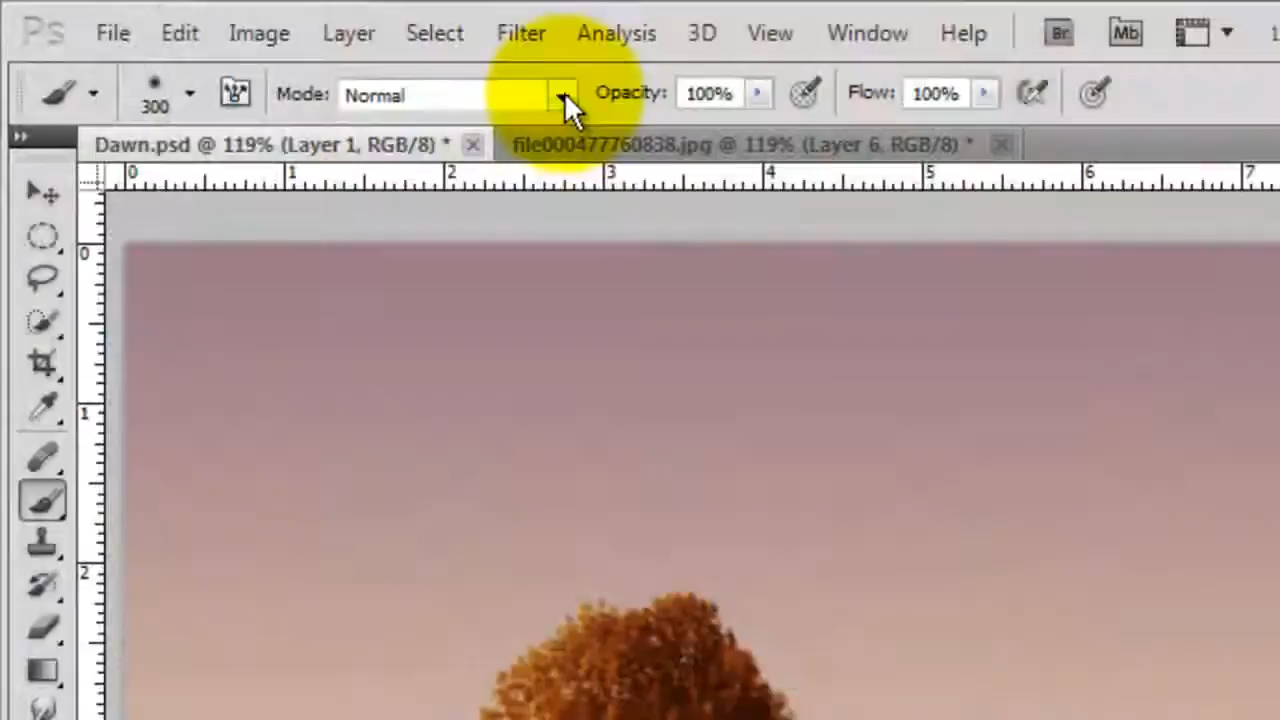 Ps File Edit Image Layer Select Filter Analysis 3D View Window Help Br Mb
300 Mode: Normal Opacity: 100% Flow: 100%
Dawn.psd @ 119% (Layer 1, RGB/8) * file000477760838.jpg @ 119% (Layer 6, RGB/8) *
0 1 2 3 4 5 6 7
0
1
2